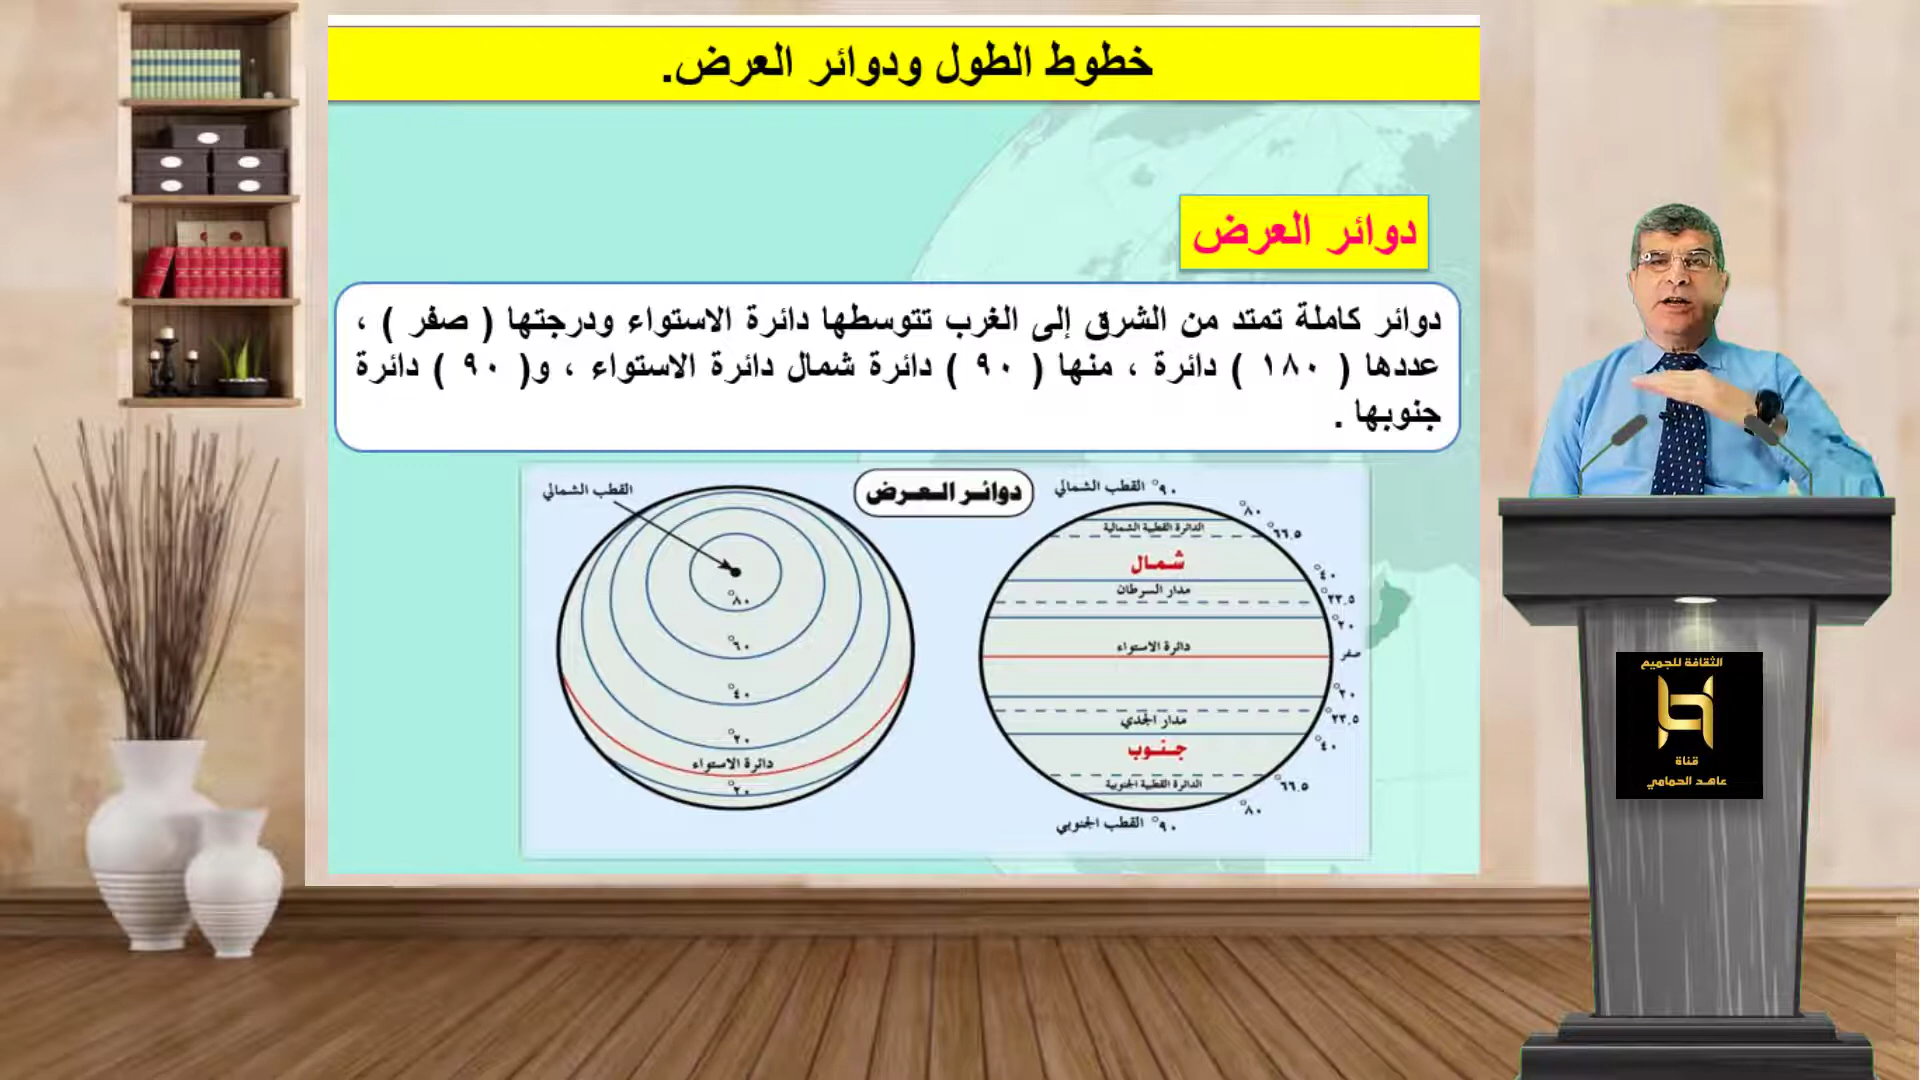 خطوط الطول ودوائر العرض.
دوائر العرض
دوائر كاملة تمتد من الشرق إلى الغرب تتوسطها دائرة الاستواء ودرجتها ( صفر ) ،
عددها ( ١٨٠ ) دائرة ، منها ( ٩٠ ) دائرة شمال دائرة الاستواء ، و( ٩٠ ) دائرة
جنوبها .
دوائر العرض
القطب الشمالي ٩٠°
٨٠°
الدائرة القطبية الشمالية
٦٦.٥°
شمال
٤٠°
مدار السرطان
٢٣.٥°
٢٠°
دائرة الاستواء
صفر
٢٠°
مدار الجدي
٢٣.٥°
جنوب
٤٠°
الدائرة القطبية الجنوبية
٦٦.٥°
٨٠°
القطب الجنوبي ٩٠°
القطب الشمالي
٨٠°
٦٠°
٤٠°
٢٠°
دائرة الاستواء
٢٠°
الثقافة للجميع
قناة
عاهد الحمامي